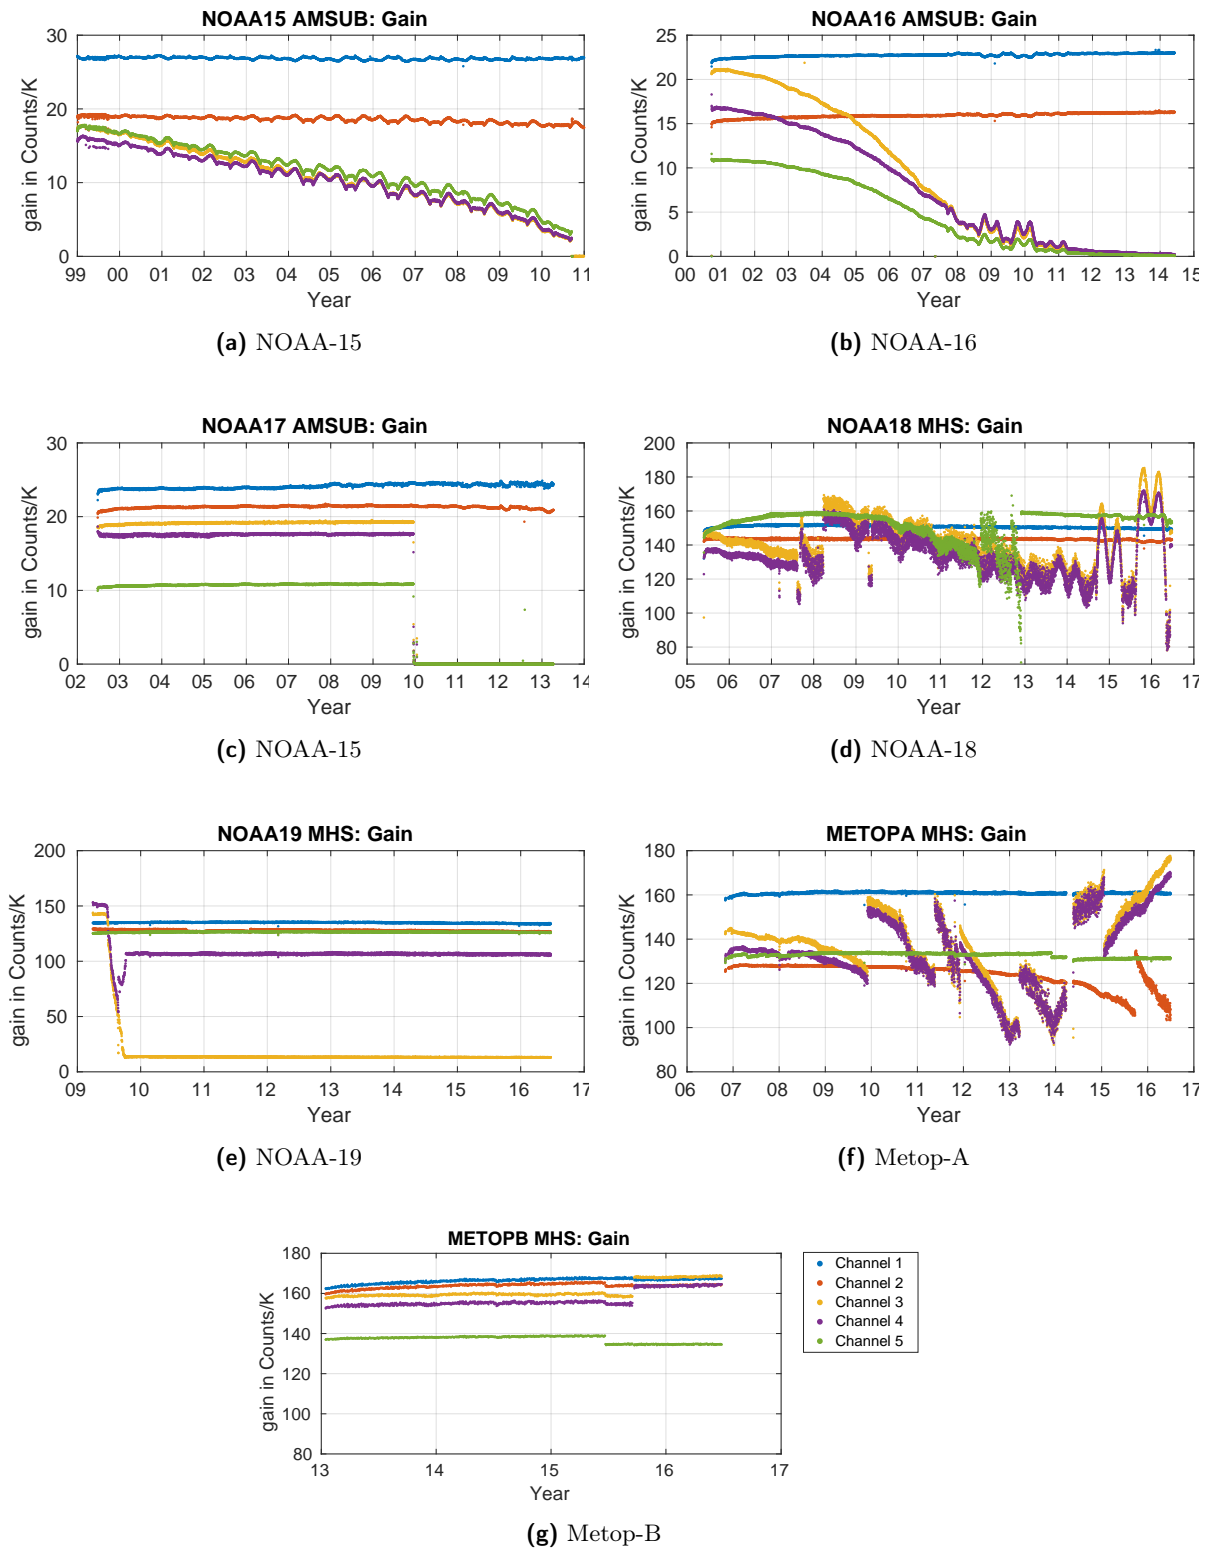 NOAA15 AMSUB: Gain
30
20
10
0
gain in Counts/K
99 00 01 02 03 04 05 06 07 08 09 10 11
Year
(a) NOAA-15
NOAA16 AMSUB: Gain
25
20
15
10
5
0
gain in Counts/K
00 01 02 03 04 05 06 07 08 09 10 11 12 13 14 15
Year
(b) NOAA-16
NOAA17 AMSUB: Gain
30
20
10
0
gain in Counts/K
02 03 04 05 06 07 08 09 10 11 12 13 14
Year
(c) NOAA-15
NOAA18 MHS: Gain
200
180
160
140
120
100
80
gain in Counts/K
05 06 07 08 09 10 11 12 13 14 15 16 17
Year
(d) NOAA-18
NOAA19 MHS: Gain
200
150
100
50
0
gain in Counts/K
09 10 11 12 13 14 15 16 17
Year
(e) NOAA-19
METOPA MHS: Gain
180
160
140
120
100
80
gain in Counts/K
06 07 08 09 10 11 12 13 14 15 16 17
Year
(f) Metop-A
METOPB MHS: Gain
180
160
140
120
100
80
gain in Counts/K
13 14 15 16 17
Year
Channel 1
Channel 2
Channel 3
Channel 4
Channel 5
(g) Metop-B